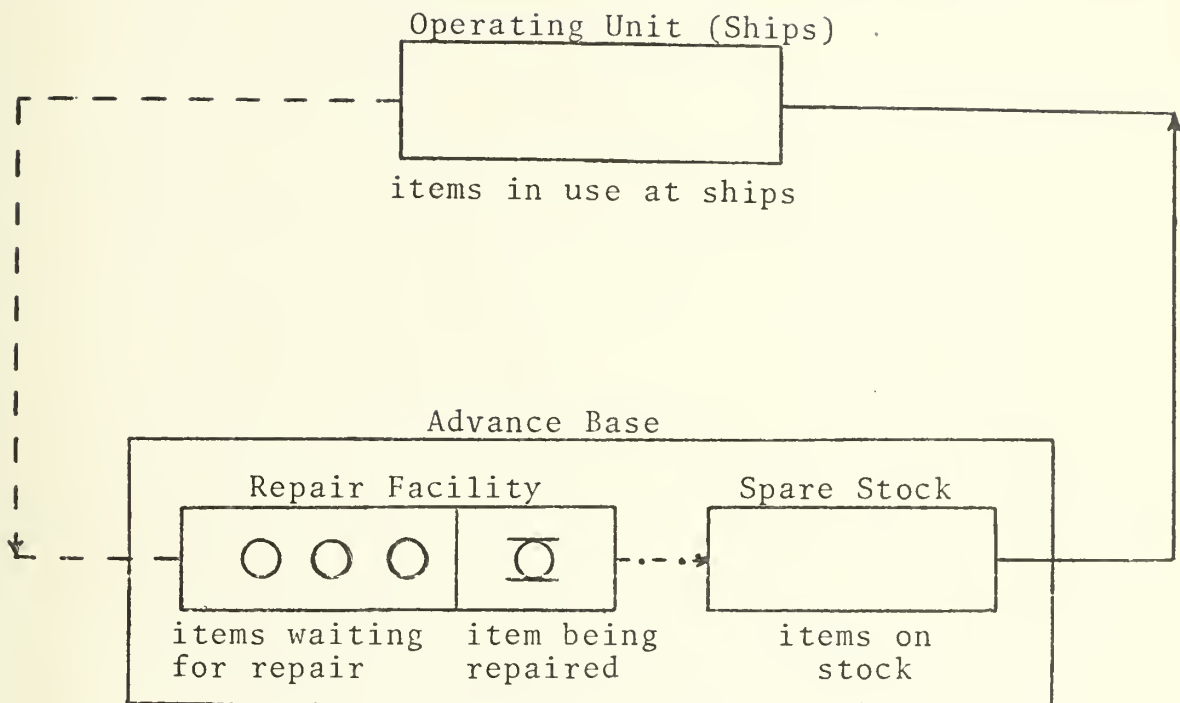 Operating Unit (Ships)
items in use at ships
Advance Base
Repair Facility
Spare Stock
items waiting
for repair
item being
repaired
items on
stock